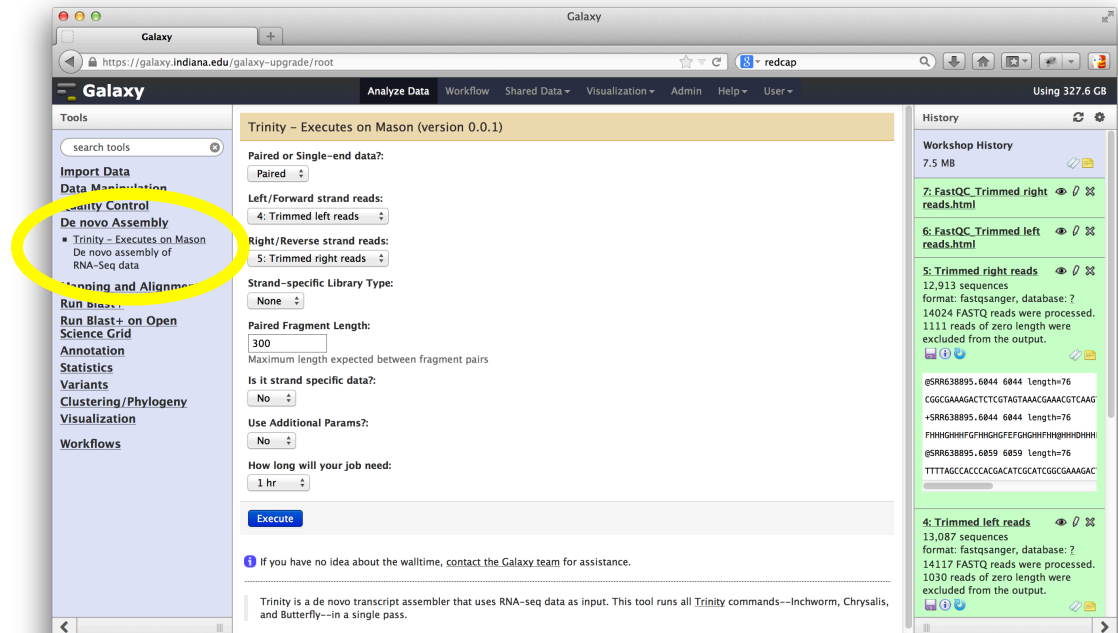 Galaxy
Galaxy
https://galaxy.indiana.edu/galaxy-upgrade/root
redcap
Galaxy
Analyze Data Workflow Shared Data Visualization Admin Help User
Using 327.6 GB
Tools
search tools
Import Data
Data Manipulation
Quality Control
De novo Assembly
Trinity – Executes on Mason
De novo assembly of
RNA-Seq data
Mapping and
Run Blast+
Run Blast+ on Open
Science Grid
Annotation
Statistics
Variants
Clustering/Phylogeny
Visualization
Workflows
Trinity – Executes on Mason (version 0.0.1)
Paired or Single-end data?:
Paired
Left/Forward strand reads:
4: Trimmed left reads
Right/Reverse strand reads:
5: Trimmed right reads
Strand-specific Library Type:
None
Paired Fragment Length:
300
Maximum length expected between fragment pairs
Is it strand specific data?:
No
Use Additional Params?:
No
How long will your job need:
1 hr
Execute
If you have no idea about the walltime, contact the Galaxy team for assistance.
Trinity is a de novo transcript assembler that uses RNA-seq data as input. This tool runs all Trinity commands--Inchworm, Chrysalis,
and Butterfly--in a single pass.
History
Workshop History
7.5 MB
7: FastQC_Trimmed right
reads.html
6: FastQC_Trimmed left
reads.html
5: Trimmed right reads
12,913 sequences
format: fastqsanger, database: ?
14024 FASTQ reads were processed.
1111 reads of zero length were
excluded from the output.
@SRR638895.6044 6044 length=76
CGGCGAAAGACTCTCGTAGTAAACGAAACGTCAAG
+SRR638895.6044 6044 length=76
FHHHGHHHFGFHHGHGFEFGHGHHFHH@HHHDHHH
@SRR638895.6059 6059 length=76
TTTTAGCCACCCACGACATCGCATCGGCGAAAGAC
4: Trimmed left reads
13,087 sequences
format: fastqsanger, database: ?
14117 FASTQ reads were processed.
1030 reads of zero length were
excluded from the output.